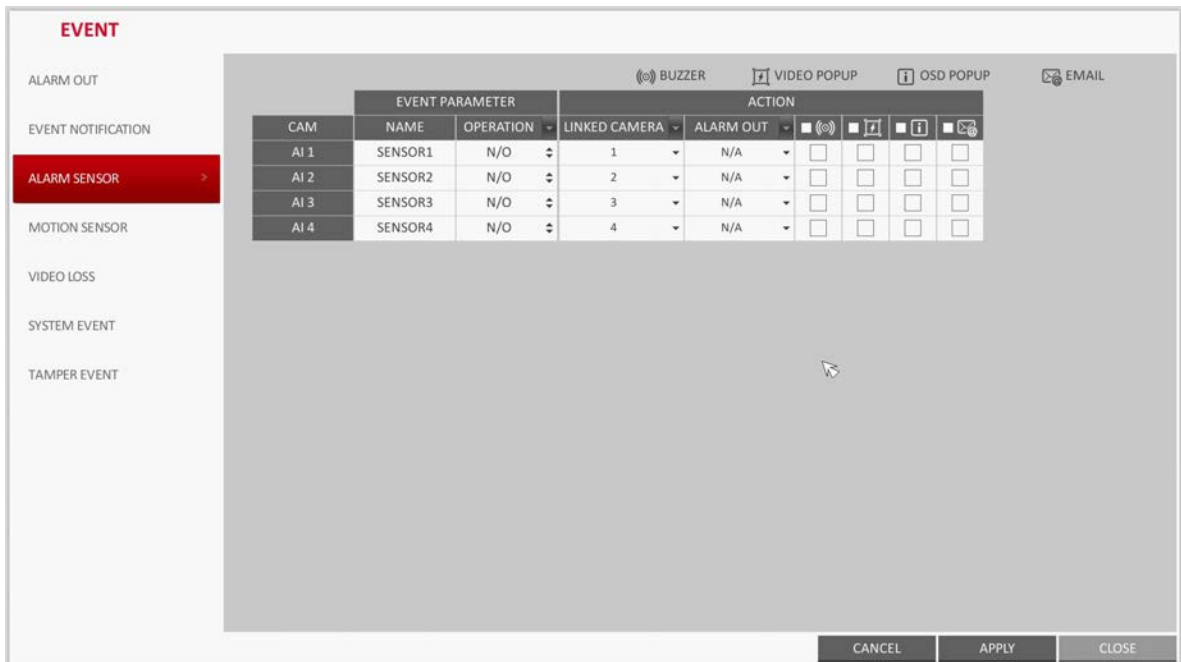 EVENT
ALARM OUT
EVENT NOTIFICATION
ALARM SENSOR >
MOTION SENSOR
VIDEO LOSS
SYSTEM EVENT
TAMPER EVENT
BUZZER VIDEO POPUP OSD POPUP EMAIL
EVENT PARAMETER ACTION
CAM NAME OPERATION LINKED CAMERA ALARM OUT
AI 1 SENSOR1 N/O 1 N/A
AI 2 SENSOR2 N/O 2 N/A
AI 3 SENSOR3 N/O 3 N/A
AI 4 SENSOR4 N/O 4 N/A
CANCEL APPLY CLOSE